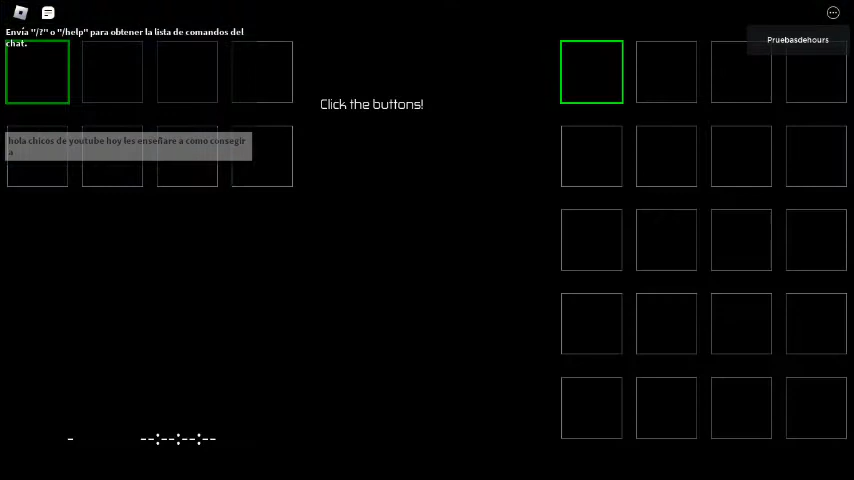 Envía "/?" o "/help" para obtener la lista de comandos del
chat.
Pruebasdehours
Click the buttons!
hola chicos de youtube hoy les enseñare a como consegir
a
- --:--:--:--